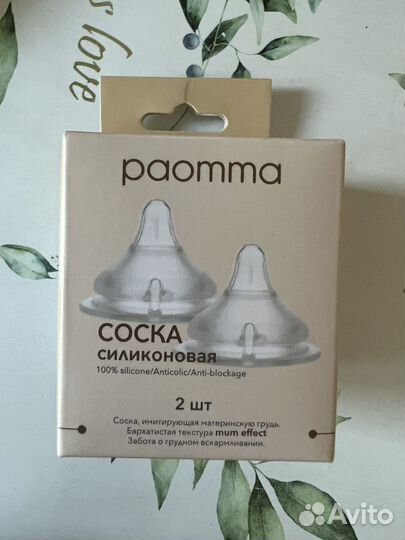 's love
paomma
СОСКА
СИЛИКОНОВАЯ
100% silicone/Anticolic/Anti-blockage
2 шт
Соска, имитирующая материнскую грудь.
Бархатистая текстура mum effect
Забота о грудном вскармливании.
Avito